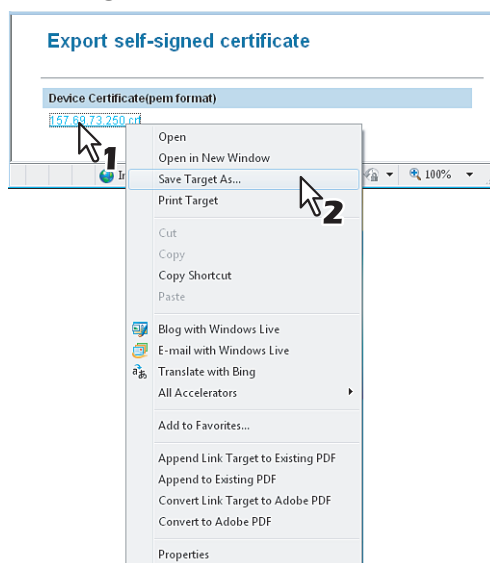 Export self-signed certificate
Device Certificate(pem format)
157.69.73.250.crt
1
Open
Open in New Window
Save Target As...
100%
Print Target
2
Cut
Copy
Copy Shortcut
Paste
Blog with Windows Live
E-mail with Windows Live
Translate with Bing
All Accelerators
Add to Favorites...
Append Link Target to Existing PDF
Append to Existing PDF
Convert Link Target to Adobe PDF
Convert to Adobe PDF
Properties